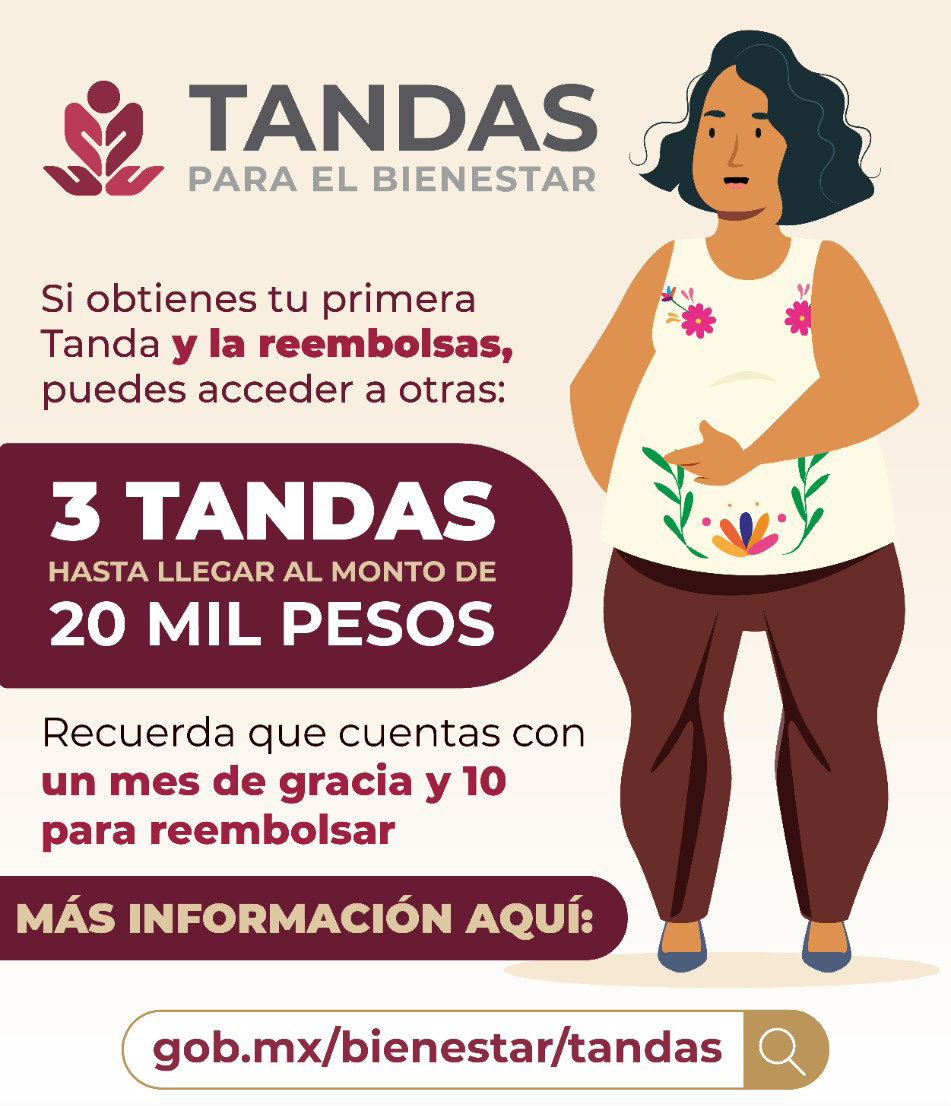 TANDAS
PARA EL BIENESTAR
Si obtienes tu primera
Tanda y la reembolsas,
puedes acceder a otras:
3 TANDAS
HASTA LLEGAR AL MONTO DE
20 MIL PESOS
Recuerda que cuentas con
un mes de gracia y 10
para reembolsar
MÁS INFORMACIÓN AQUÍ:
gob.mx/bienestar/tandas